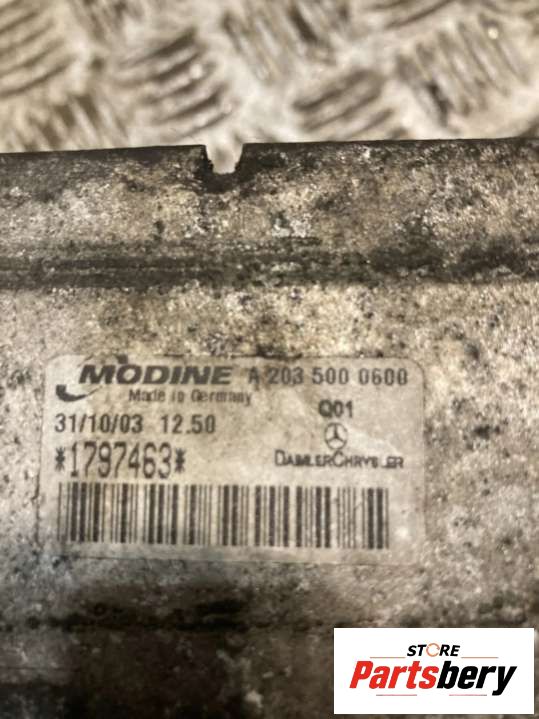 MODINE A 203 500 0600
Made in Germany Q01
31/10/03 12.50
*1797463* DAIMLERCHRYSLER
STORE
Partsbery